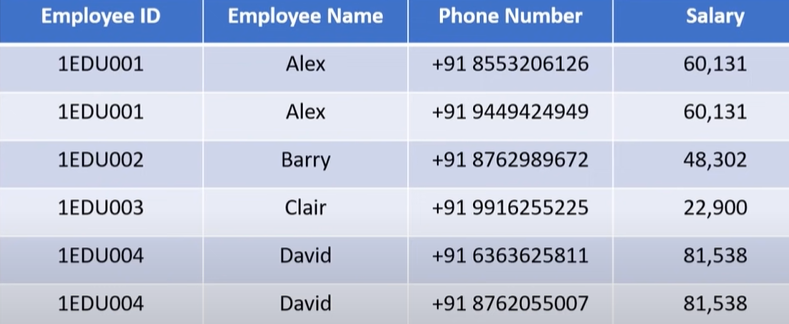 Employee ID Employee Name Phone Number Salary
1EDU001 Alex +91 8553206126 60,131
1EDU001 Alex +91 9449424949 60,131
1EDU002 Barry +91 8762989672 48,302
1EDU003 Clair +91 9916255225 22,900
1EDU004 David +91 6363625811 81,538
1EDU004 David +91 8762055007 81,538